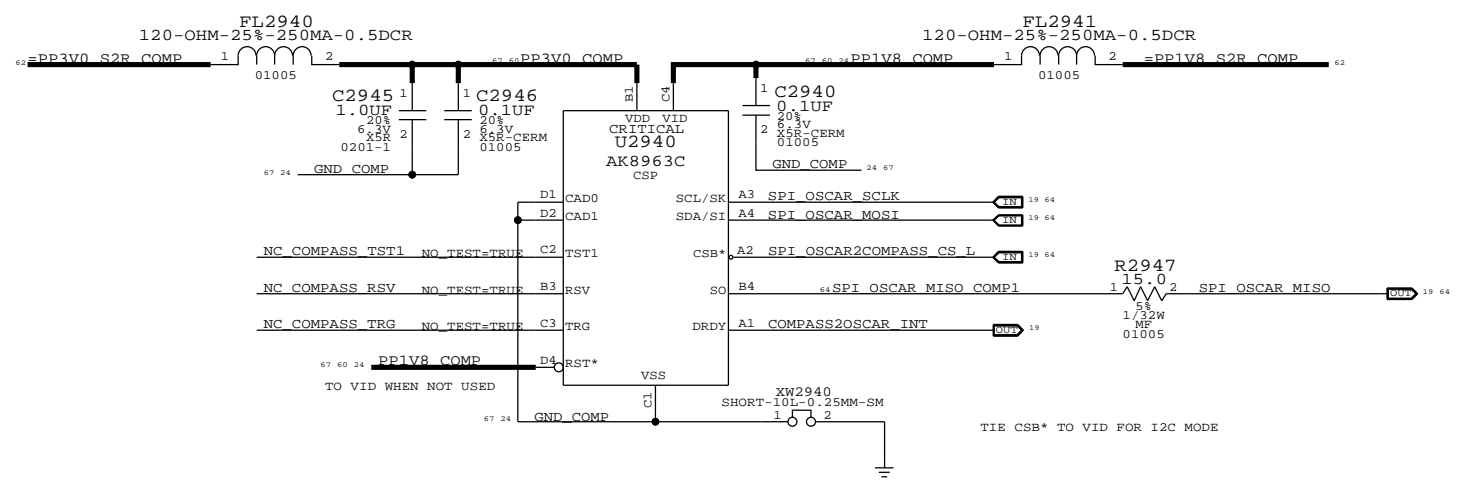 FL2940
120-OHM-25%-250MA-0.5DCR
62 =PP3V0_S2R_COMP 1 2 67 60 PP3V0_COMP
01005
FL2941
120-OHM-25%-250MA-0.5DCR
67 60 24 PP1V8_COMP 1 2 =PP1V8_S2R_COMP 62
01005
C2945
1.0UF
20%
6.3V
X5R
0201-1
1
2
C2946
0.1UF
20%
6.3V
X5R-CERM
01005
1
2
67 24 GND_COMP
C2940
0.1UF
20%
6.3V
X5R-CERM
01005
1
2
GND_COMP 24 67
B1 C4
VDD VID
CRITICAL
U2940
AK8963C
CSP
D1 CAD0
D2 CAD1
NC_COMPASS_TST1 NO_TEST=TRUE C2 TST1
NC_COMPASS_RSV NO_TEST=TRUE B3 RSV
NC_COMPASS_TRG NO_TEST=TRUE C3 TRG
67 60 24 PP1V8_COMP D4 RST*
TO VID WHEN NOT USED
SCL/SK A3 SPI_OSCAR_SCLK IN 19 64
SDA/SI A4 SPI_OSCAR_MOSI IN 19 64
CSB* A2 SPI_OSCAR2COMPASS_CS_L IN 19 64
SO B4 64 SPI_OSCAR_MISO_COMP1 1 2 SPI_OSCAR_MISO OUT 19 64
R2947
15.0
5%
1/32W
MF
01005
DRDY A1 COMPASS2OSCAR_INT OUT 19
VSS
C1
67 24 GND_COMP
XW2940
SHORT-10L-0.25MM-SM
1 2
TIE CSB* TO VID FOR I2C MODE